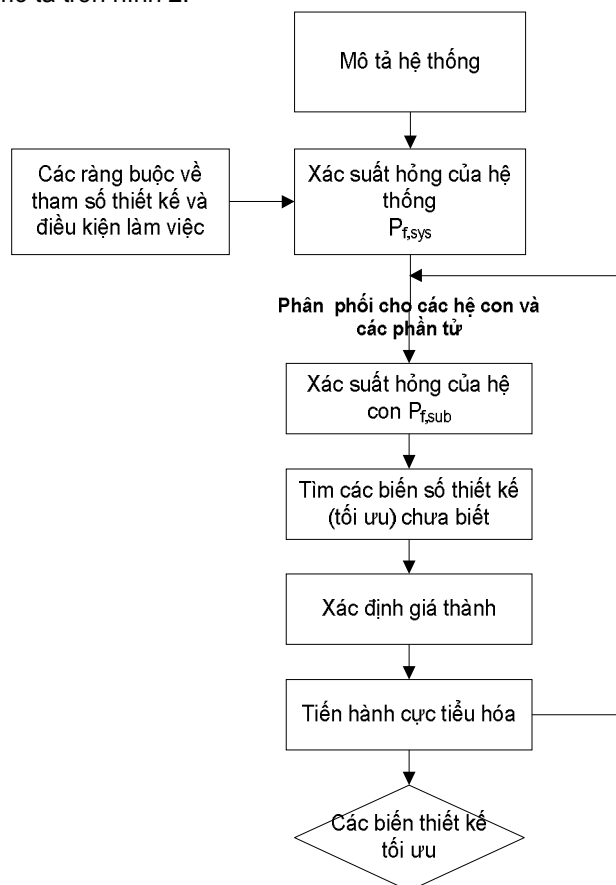 Mô tả hệ thống
Các ràng buộc về
tham số thiết kế và
điều kiện làm việc
Xác suất hỏng của hệ
thống
Pf,sys
Phân phối cho các hệ con và
các phần tử
Xác suất hỏng của hệ
con Pf,sub
Tìm các biến số thiết kế
(tối ưu) chưa biết
Xác định giá thành
Tiến hành cực tiểu hóa
Các biến thiết kế
tối ưu